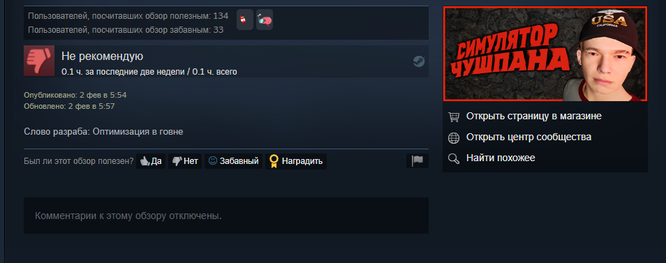 Пользователей, посчитавших обзор полезным: 134
Пользователей, посчитавших обзор забавным: 33
Не рекомендую
0.1 ч. за последние две недели / 0.1 ч. всего
Опубликовано: 2 фев в 5:54
Обновлено: 2 фев в 5:57
Слово разраба: Оптимизация в говне
Был ли этот обзор полезен? Да Нет Забавный Наградить
Комментарии к этому обзору отключены.
USA
CALIFORNIA
СИМУЛЯТОР
ЧУШПАНА
Открыть страницу в магазине
Открыть центр сообщества
Найти похожее